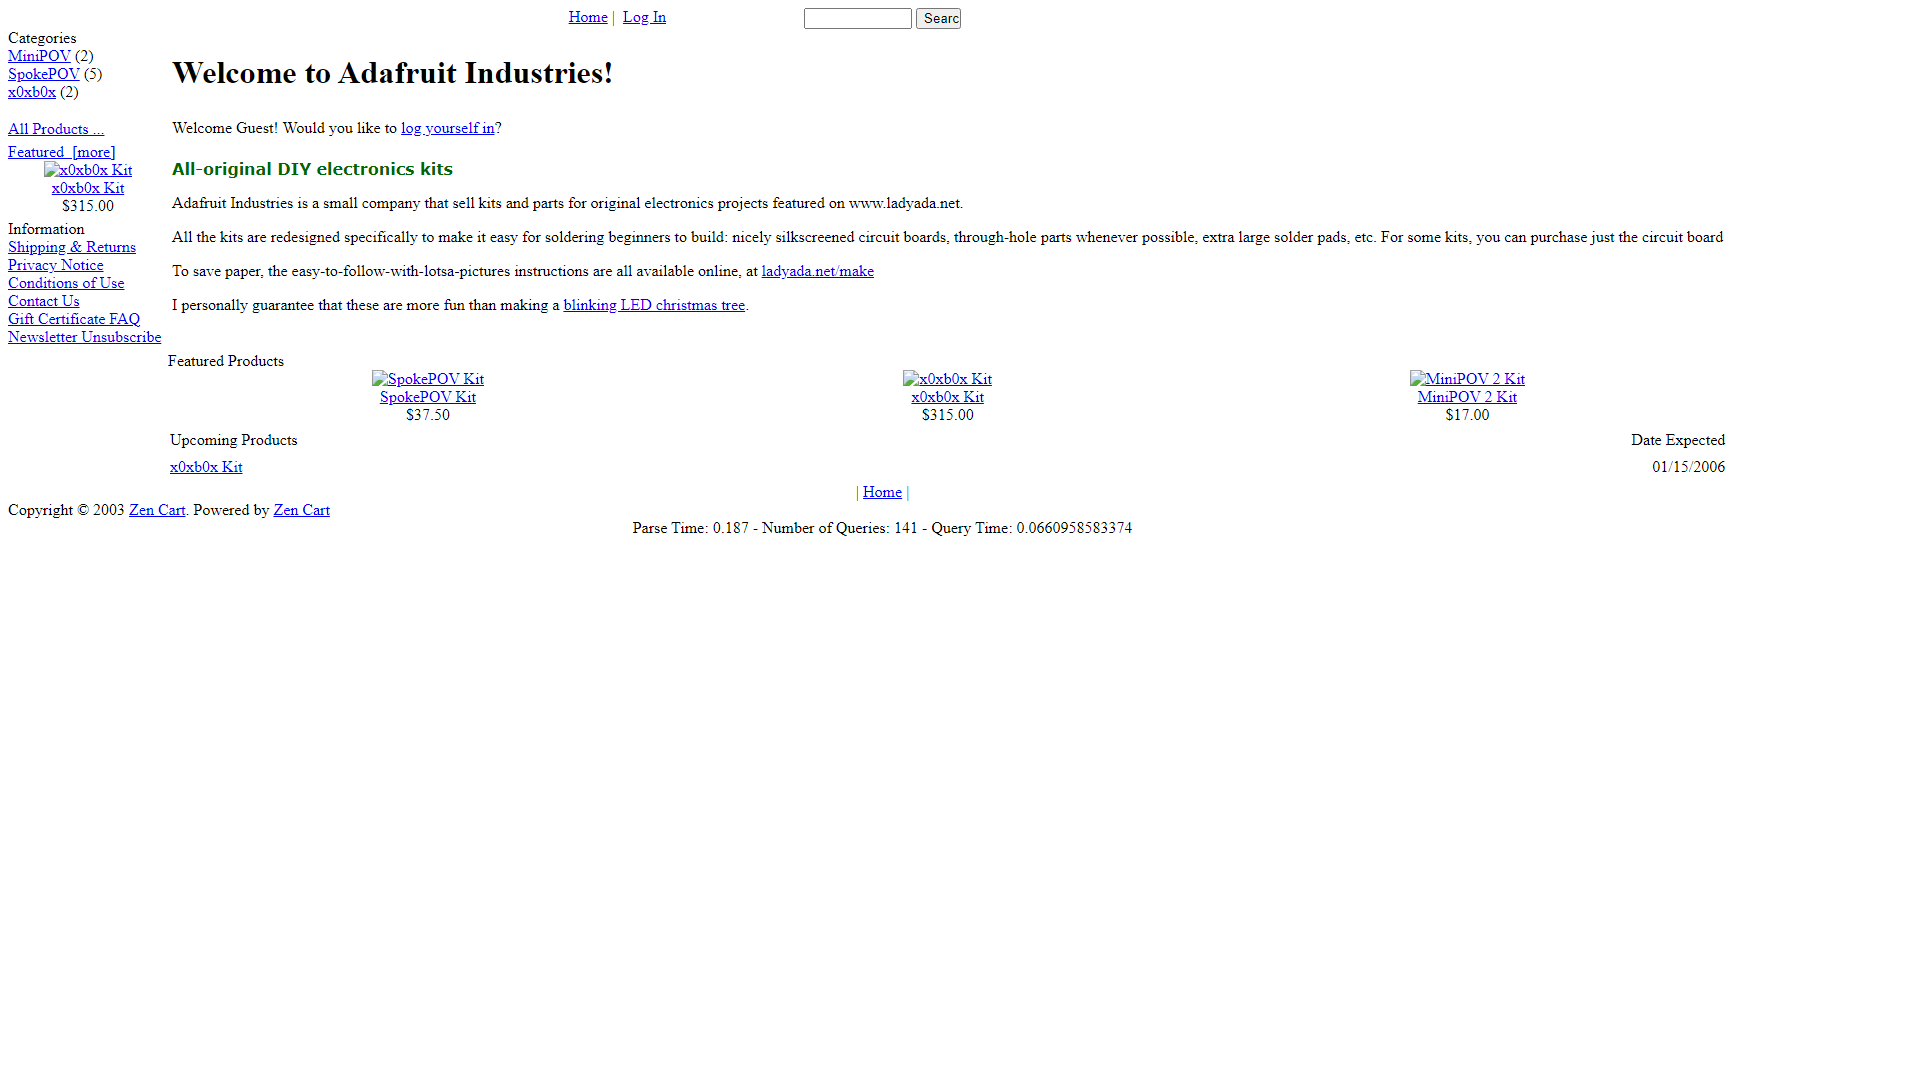 Home | Log In
Searc
Categories
MiniPOV (2)
SpokePOV (5)
x0xb0x (2)
All Products ...
Featured [more]
x0xb0x Kit
x0xb0x Kit
$315.00
Information
Shipping & Returns
Privacy Notice
Conditions of Use
Contact Us
Gift Certificate FAQ
Newsletter Unsubscribe
Welcome to Adafruit Industries!
Welcome Guest! Would you like to log yourself in?
All-original DIY electronics kits
Adafruit Industries is a small company that sell kits and parts for original electronics projects featured on www.ladyada.net.
All the kits are redesigned specifically to make it easy for soldering beginners to build: nicely silkscreened circuit boards, through-hole parts whenever possible, extra large solder pads, etc. For some kits, you can purchase just the circuit board
To save paper, the easy-to-follow-with-lotsa-pictures instructions are all available online, at ladyada.net/make
I personally guarantee that these are more fun than making a blinking LED christmas tree.
Featured Products
SpokePOV Kit
SpokePOV Kit
$37.50
x0xb0x Kit
x0xb0x Kit
$315.00
MiniPOV 2 Kit
MiniPOV 2 Kit
$17.00
Upcoming Products Date Expected
x0xb0x Kit 01/15/2006
| Home |
Copyright © 2003 Zen Cart. Powered by Zen Cart
Parse Time: 0.187 - Number of Queries: 141 - Query Time: 0.0660958583374